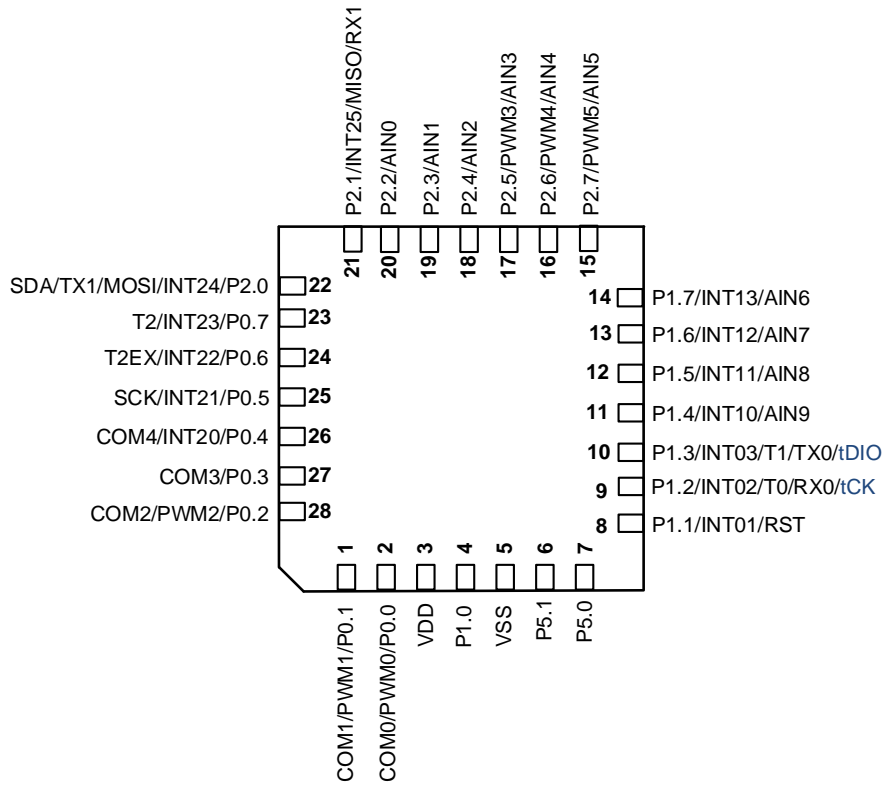 P2.1/INT25/MISO/RX1
P2.2/AIN0
P2.3/AIN1
P2.4/AIN2
P2.5/PWM3/AIN3
P2.6/PWM4/AIN4
P2.7/PWM5/AIN5
21
20
19
18
17
16
15
SDA/TX1/MOSI/INT24/P2.0 22
T2/INT23/P0.7 23
T2EX/INT22/P0.6 24
SCK/INT21/P0.5 25
COM4/INT20/P0.4 26
COM3/P0.3 27
COM2/PWM2/P0.2 28
14 P1.7/INT13/AIN6
13 P1.6/INT12/AIN7
12 P1.5/INT11/AIN8
11 P1.4/INT10/AIN9
10 P1.3/INT03/T1/TX0/tDIO
9 P1.2/INT02/T0/RX0/tCK
8 P1.1/INT01/RST
1
2
3
4
5
6
7
COM1/PWM1/P0.1
COM0/PWM0/P0.0
VDD
P1.0
VSS
P5.1
P5.0